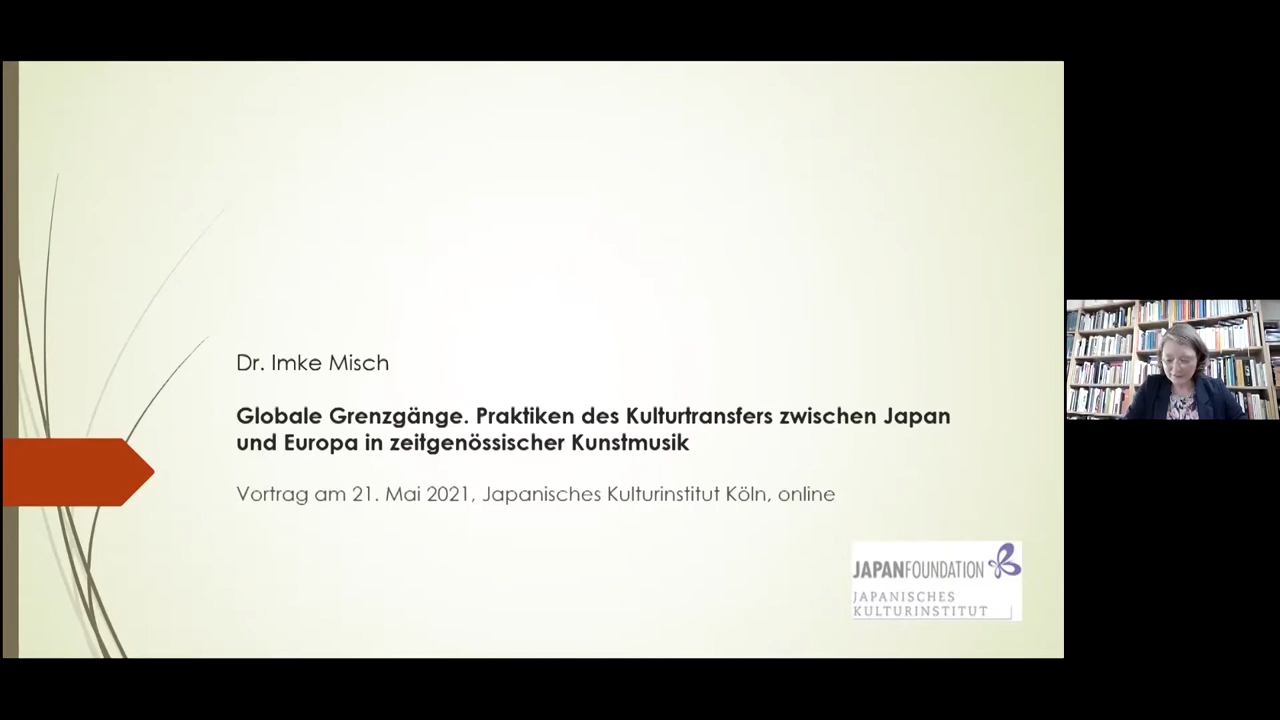 Dr. Imke Misch
Globale Grenzgänge. Praktiken des Kulturtransfers zwischen Japan
und Europa in zeitgenössischer Kunstmusik
Vortrag am 21. Mai 2021, Japanisches Kulturinstitut Köln, online
JAPANFOUNDATION
JAPANISCHES
KULTURINSTITUT